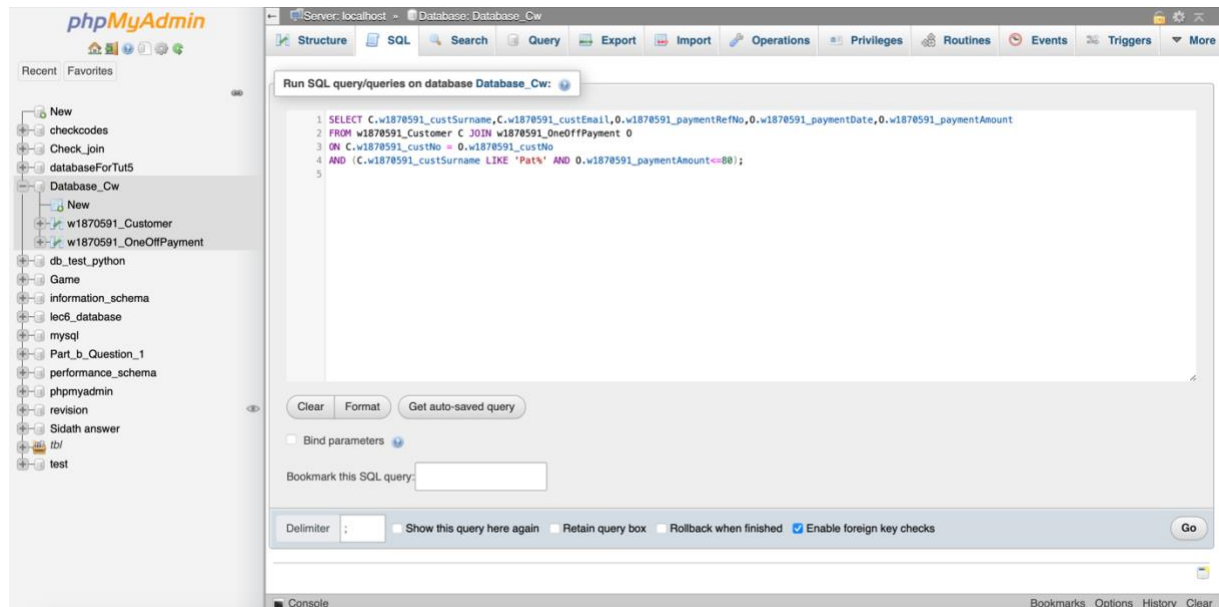 phpMyAdmin
Recent Favorites
New
checkcodes
Check_join
databaseForTut5
Database_Cw
New
w1870591_Customer
w1870591_OneOffPayment
db_test_python
Game
information_schema
lec6_database
mysql
Part_b_Question_1
performance_schema
phpmyadmin
revision
Sidath answer
tbl
test
Server: localhost » Database: Database_Cw
Structure SQL Search Query Export Import Operations Privileges Routines Events Triggers More
Run SQL query/queries on database Database_Cw:
1 SELECT C.w1870591_custSurname,C.w1870591_custEmail,O.w1870591_paymentRefNo,O.w1870591_paymentDate,O.w1870591_paymentAmount
2 FROM w1870591_Customer C JOIN w1870591_OneOffPayment O
3 ON C.w1870591_custNo = O.w1870591_custNo
4 AND (C.w1870591_custSurname LIKE 'Pat%' AND O.w1870591_paymentAmount<=80);
5
Clear Format Get auto-saved query
Bind parameters
Bookmark this SQL query:
Delimiter ; Show this query here again Retain query box Rollback when finished Enable foreign key checks Go
Console Bookmarks Options History Clear